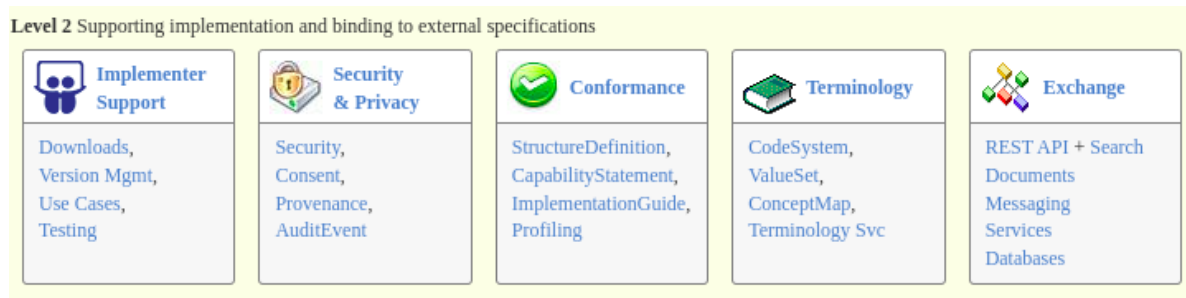 Level 2 Supporting implementation and binding to external specifications
Implementer
Support
Downloads,
Version Mgmt,
Use Cases,
Testing
Security
& Privacy
Security,
Consent,
Provenance,
AuditEvent
Conformance
StructureDefinition,
CapabilityStatement,
ImplementationGuide,
Profiling
Terminology
CodeSystem,
ValueSet,
ConceptMap,
Terminology Svc
Exchange
REST API + Search
Documents
Messaging
Services
Databases